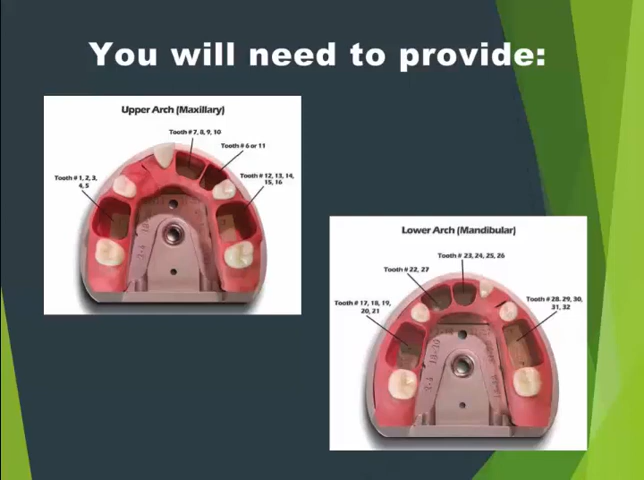 You will need to provide:
Upper Arch (Maxillary)
Tooth # 7, 8, 9, 10
Tooth # 6 or 11
Tooth # 1, 2, 3,
4, 5
Tooth # 12, 13, 14,
15, 16
Lower Arch (Mandibular)
Tooth # 23, 24, 25, 26
Tooth # 22, 27
Tooth # 17, 18, 19,
20, 21
Tooth # 28. 29, 30,
31, 32